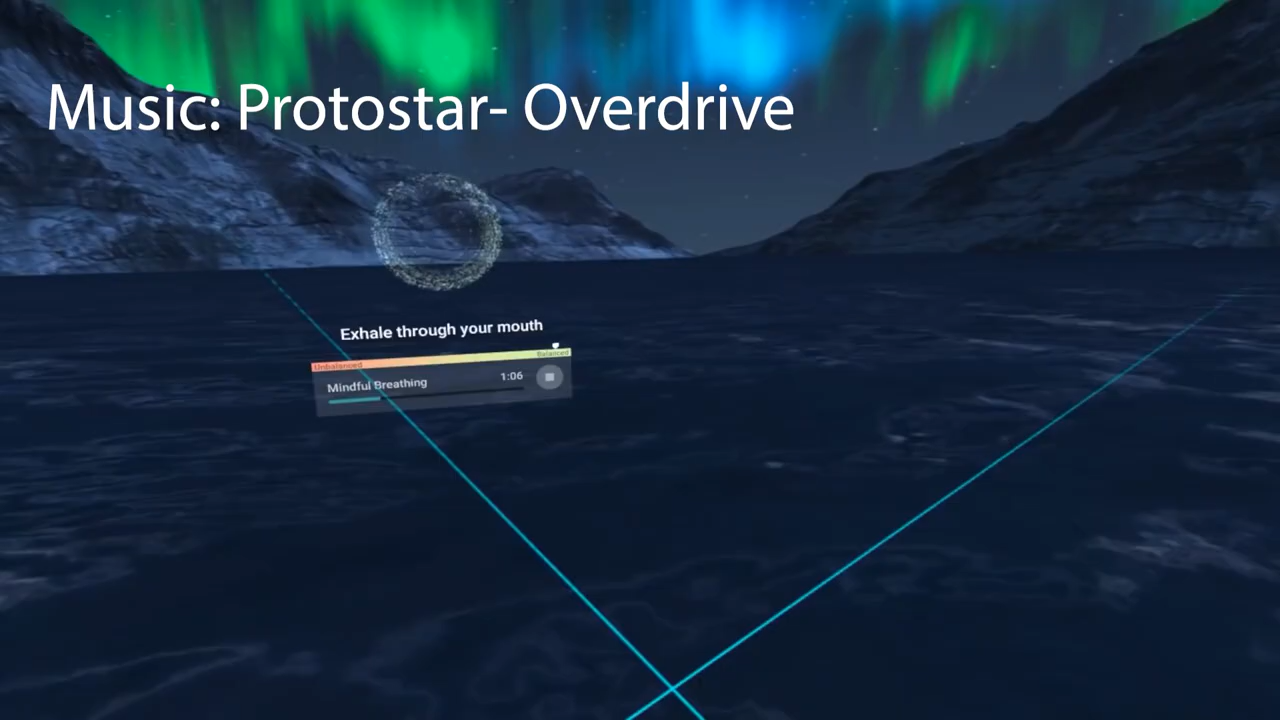 Music: Protostar- Overdrive
Exhale through your mouth
Unbalanced
Balanced
Mindful Breathing
1:06